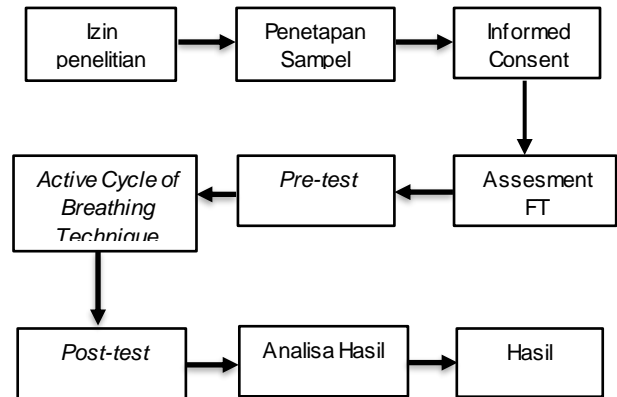 Izin
penelitian
Penetapan
Sampel
Informed
Consent
Assesment
FT
Pre-test
Active Cycle of
Breathing
Technique
Post-test
Analisa Hasil
Hasil